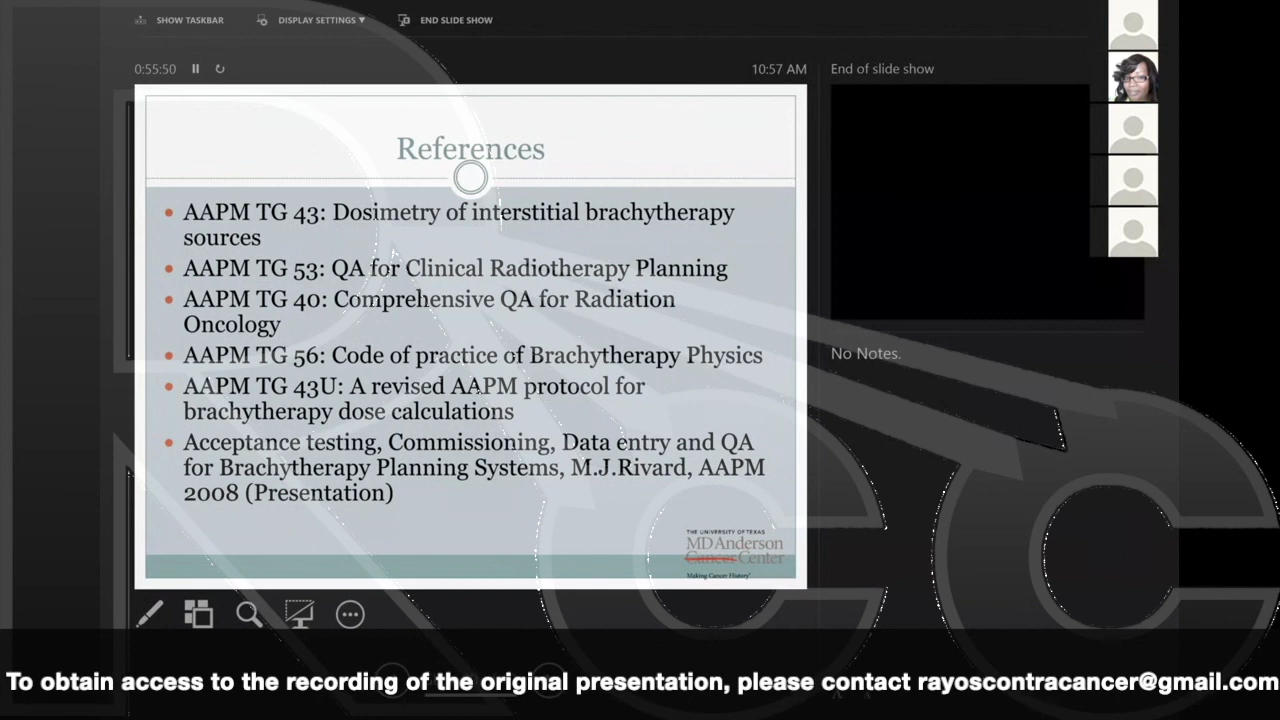 SHOW TASKBAR
DISPLAY SETTINGS ▼
END SLIDE SHOW
0:55:50
10:57 AM
End of slide show
References
• AAPM TG 43: Dosimetry of interstitial brachytherapy
sources
• AAPM TG 53: QA for Clinical Radiotherapy Planning
• AAPM TG 40: Comprehensive QA for Radiation
Oncology
• AAPM TG 56: Code of practice of Brachytherapy Physics
• AAPM TG 43U: A revised AAPM protocol for
brachytherapy dose calculations
• Acceptance testing, Commissioning, Data entry and QA
for Brachytherapy Planning Systems, M.J.Rivard, AAPM
2008 (Presentation)
No Notes.
THE UNIVERSITY OF TEXAS
MD Anderson
Cancer Center
Making Cancer History®
RCC
To obtain access to the recording of the original presentation, please contact rayoscontracancer@gmail.com